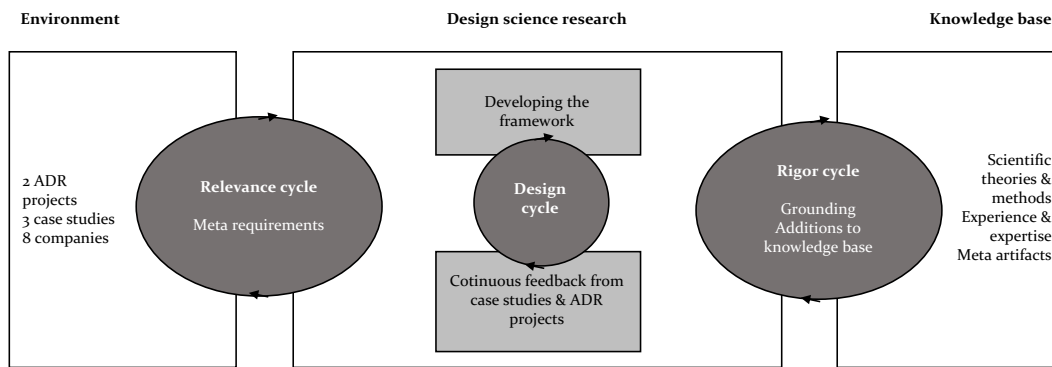 Environment
Design science research
Knowledge base
2 ADR
projects
3 case studies
8 companies
Relevance cycle
Meta requirements
Developing the
framework
Design
cycle
Cotinuous feedback from
case studies & ADR
projects
Rigor cycle
Grounding
Additions to
knowledge base
Scientific
theories &
methods
Experience &
expertise
Meta artifacts